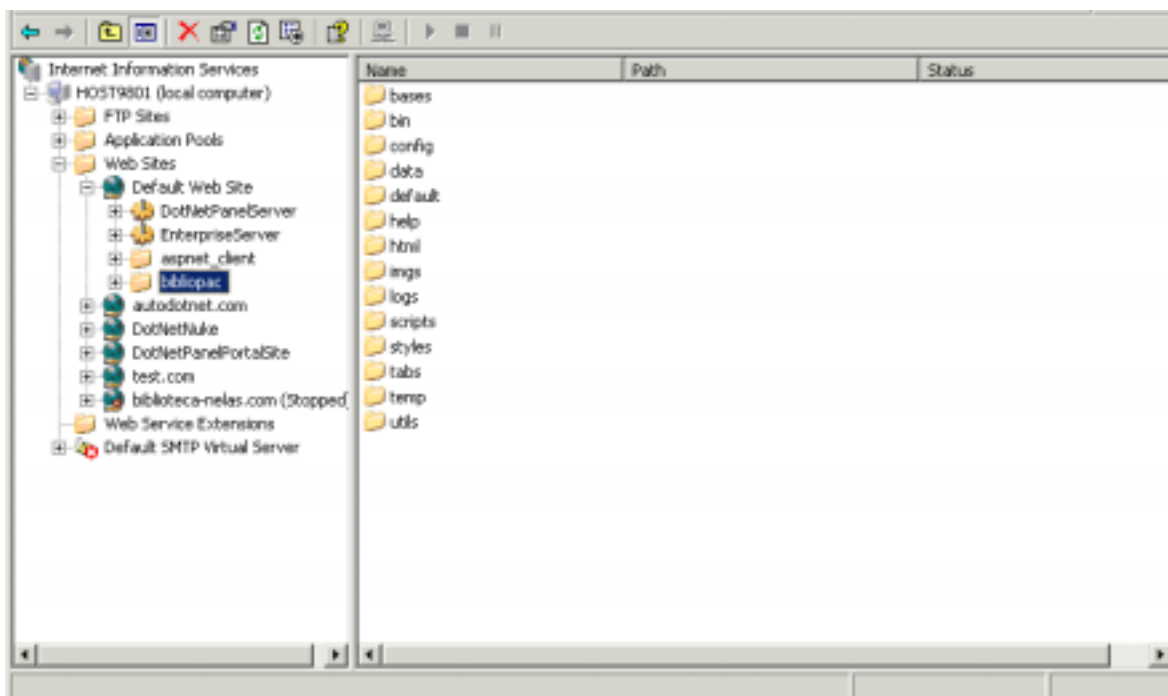 Internet Information Services
HOST9801 (local computer)
FTP Sites
Application Pools
Web Sites
Default Web Site
DotNetPanelServer
EnterpriseServer
aspnet_client
bibliopac
autodotnet.com
DotNetNuke
DotNetPanelPortalSite
test.com
biblioteca-nelas.com (Stopped)
Web Service Extensions
Default SMTP Virtual Server
Name Path Status
bases
bin
config
data
default
help
html
imgs
logs
scripts
styles
tabs
temp
utils